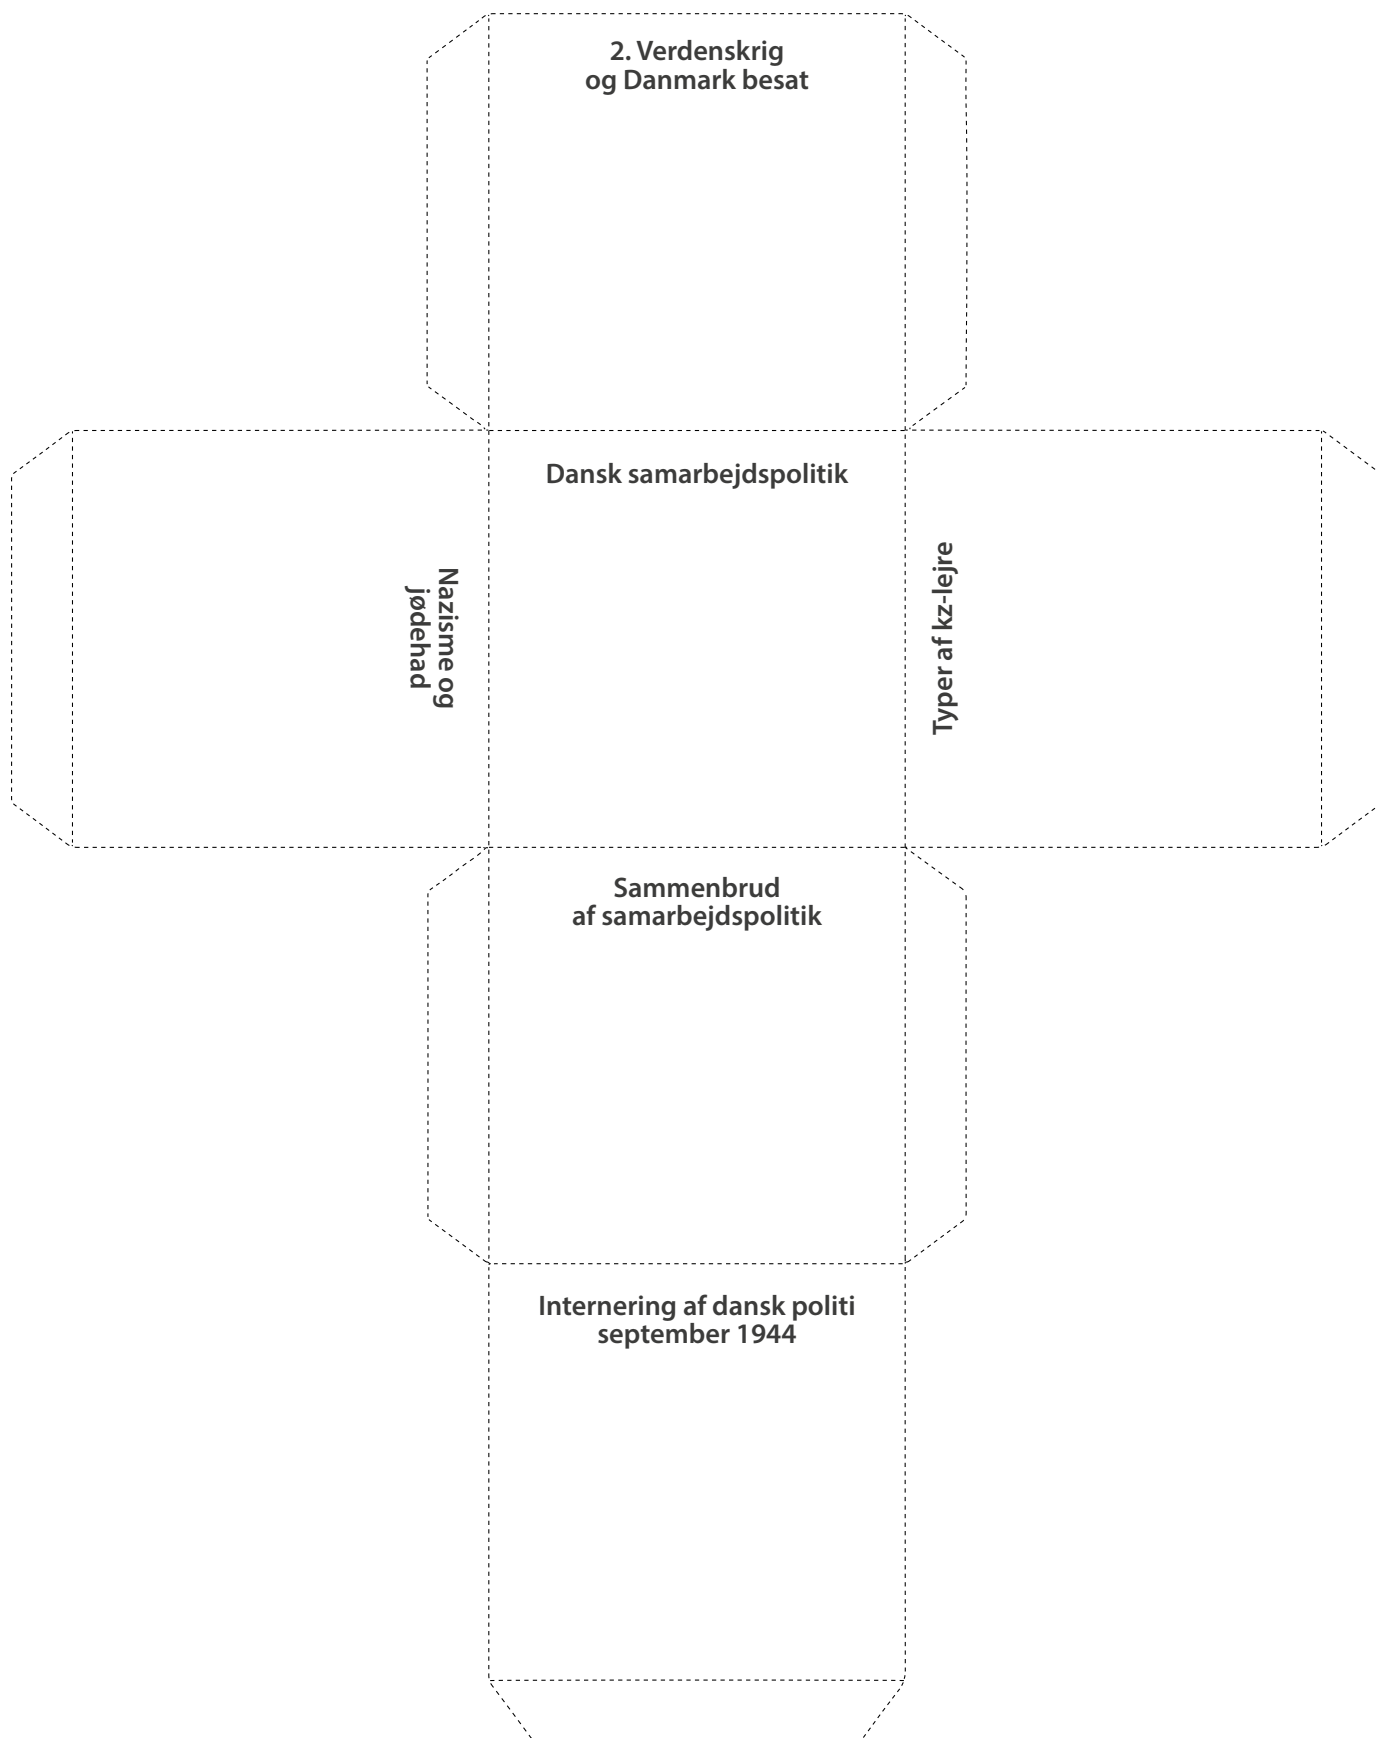 2. Verdenskrig
og Danmark besat
Dansk samarbejdspolitik
Nazisme og
jødehad
Typer af kz-lejre
Sammenbrud
af samarbejdspolitik
Internering af dansk politi
september 1944